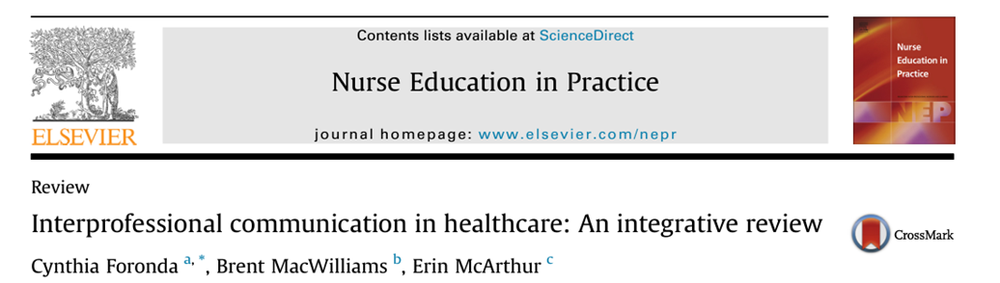 Contents lists available at ScienceDirect
Nurse Education in Practice
journal homepage: www.elsevier.com/nepr
ELSEVIER
Nurse
Education in
Practice
NEP
Review
Interprofessional communication in healthcare: An integrative review
CrossMark
Cynthia Foronda a, *, Brent MacWilliams b, Erin McArthur c